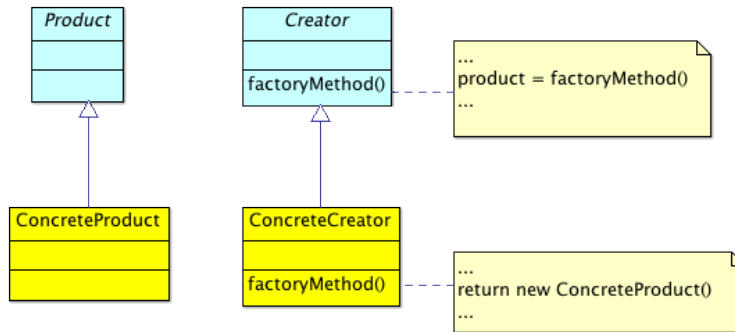 Product
Creator
factoryMethod()
...
product = factoryMethod()
...
ConcreteProduct
ConcreteCreator
factoryMethod()
...
return new ConcreteProduct()
...